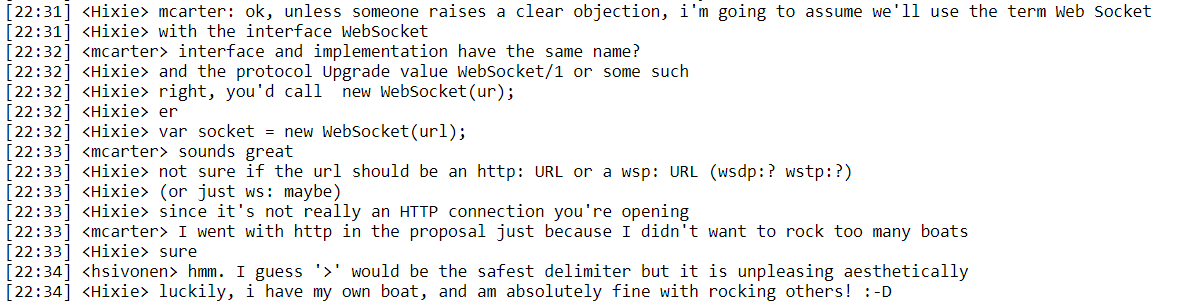 [22:31] <Hixie> mcarter: ok, unless someone raises a clear objection, i'm going to assume we'll use the term Web Socket
[22:31] <Hixie> with the interface WebSocket
[22:32] <mcarter> interface and implementation have the same name?
[22:32] <Hixie> and the protocol Upgrade value WebSocket/1 or some such
[22:32] <Hixie> right, you'd call  new WebSocket(ur);
[22:32] <Hixie> er
[22:32] <Hixie> var socket = new WebSocket(url);
[22:33] <mcarter> sounds great
[22:33] <Hixie> not sure if the url should be an http: URL or a wsp: URL (wsdp:? wstp:?)
[22:33] <Hixie> (or just ws: maybe)
[22:33] <Hixie> since it's not really an HTTP connection you're opening
[22:33] <mcarter> I went with http in the proposal just because I didn't want to rock too many boats
[22:33] <Hixie> sure
[22:34] <hsivonen> hmm. I guess '>' would be the safest delimiter but it is unpleasing aesthetically
[22:34] <Hixie> luckily, i have my own boat, and am absolutely fine with rocking others! :-D